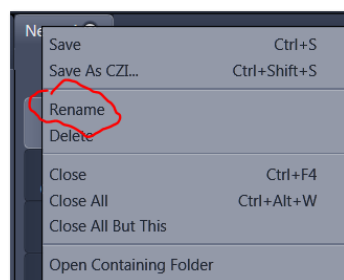 Save Ctrl+S
Save As CZI... Ctrl+Shift+S
Rename
Delete
Close Ctrl+F4
Close All Ctrl+Alt+W
Close All But This
Open Containing Folder